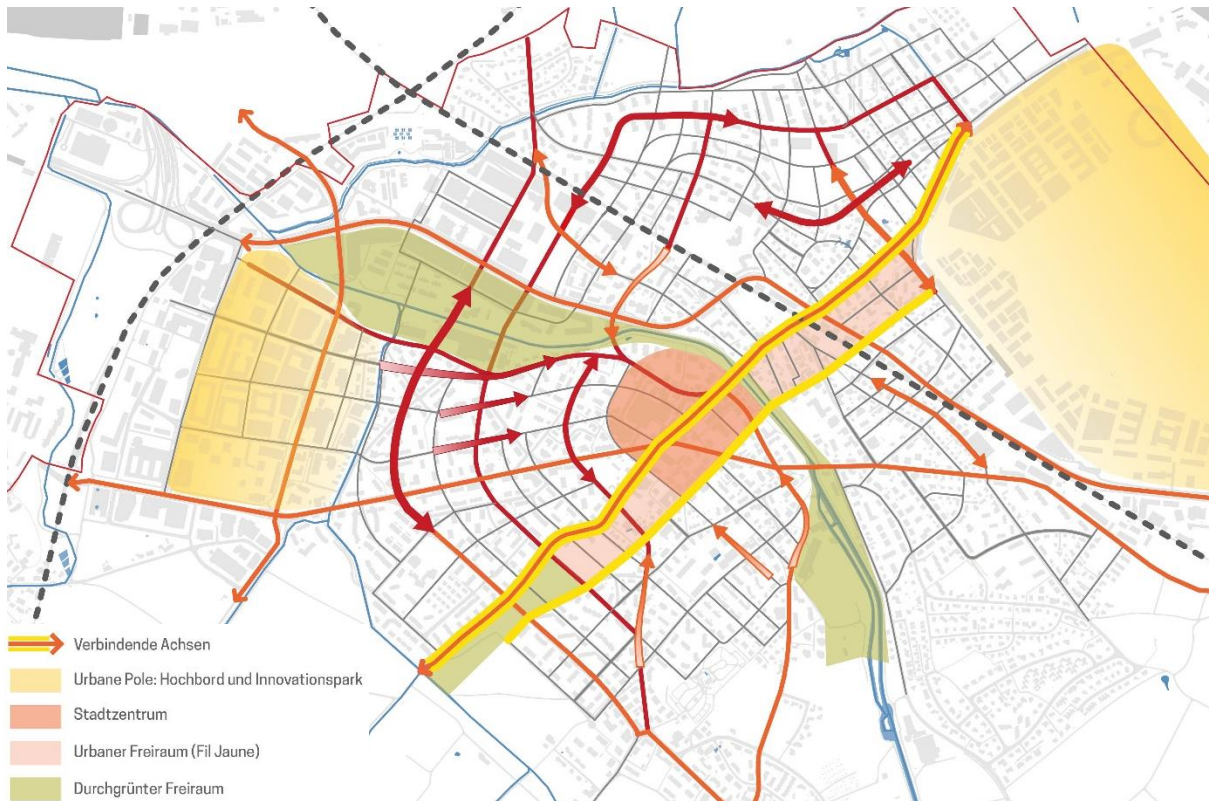 Verbindende Achsen
Urbane Pole: Hochbord und Innovationspark
Stadtzentrum
Urbaner Freiraum (Fil Jaune)
Durchgrünter Freiraum